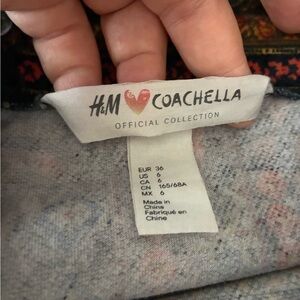 H&M COACHELLA
OFFICIAL COLLECTION
EUR 36
US 6
CA 6
CN 165/68A
MX 6
Made in
China
Fabriqué en
Chine